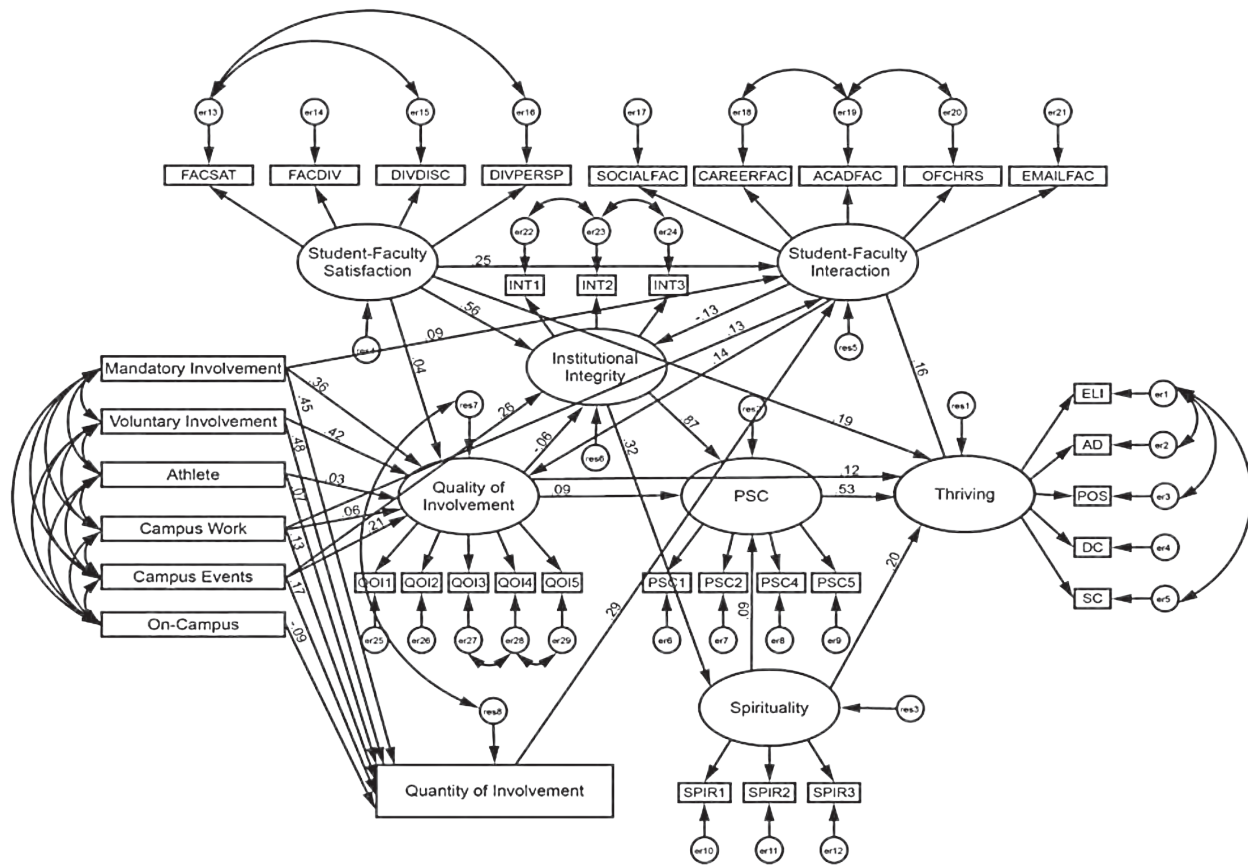 er13 er14 er15 er16 er17 er18 er19 er20 er21
FACSAT FACDIV DIVDISC DIVPERSP SOCIALFAC CAREERFAC ACADFAC OFCHRS EMAILFAC
er22 er23 er24
Student-Faculty
Satisfaction
Student-Faculty
Interaction
.25
INT1 INT2 INT3
.56
-.13
.09
.13
res4
res5
.04
.14
Institutional
Integrity
.16
Mandatory Involvement
.36
.45
res7
.26
-.06
res6
.32
.87
.19
res1
ELI er1
Voluntary Involvement
.48
.42
AD er2
Athlete
.07
.03
Quality of
Involvement
.12
.09
PSC
.53
Thriving
POS er3
Campus Work
.13
.06
.21
DC er4
Campus Events
.17
QOI1 QOI2 QOI3 QOI4 QOI5
PSC1 PSC2 PSC4 PSC5
.20
SC er5
On-Campus
-.09
er25 er26 er27 er28 er29
.29
er6 er7 er8 er9
.09
res8
Spirituality
res3
Quantity of Involvement
SPIR1 SPIR2 SPIR3
er10 er11 er12